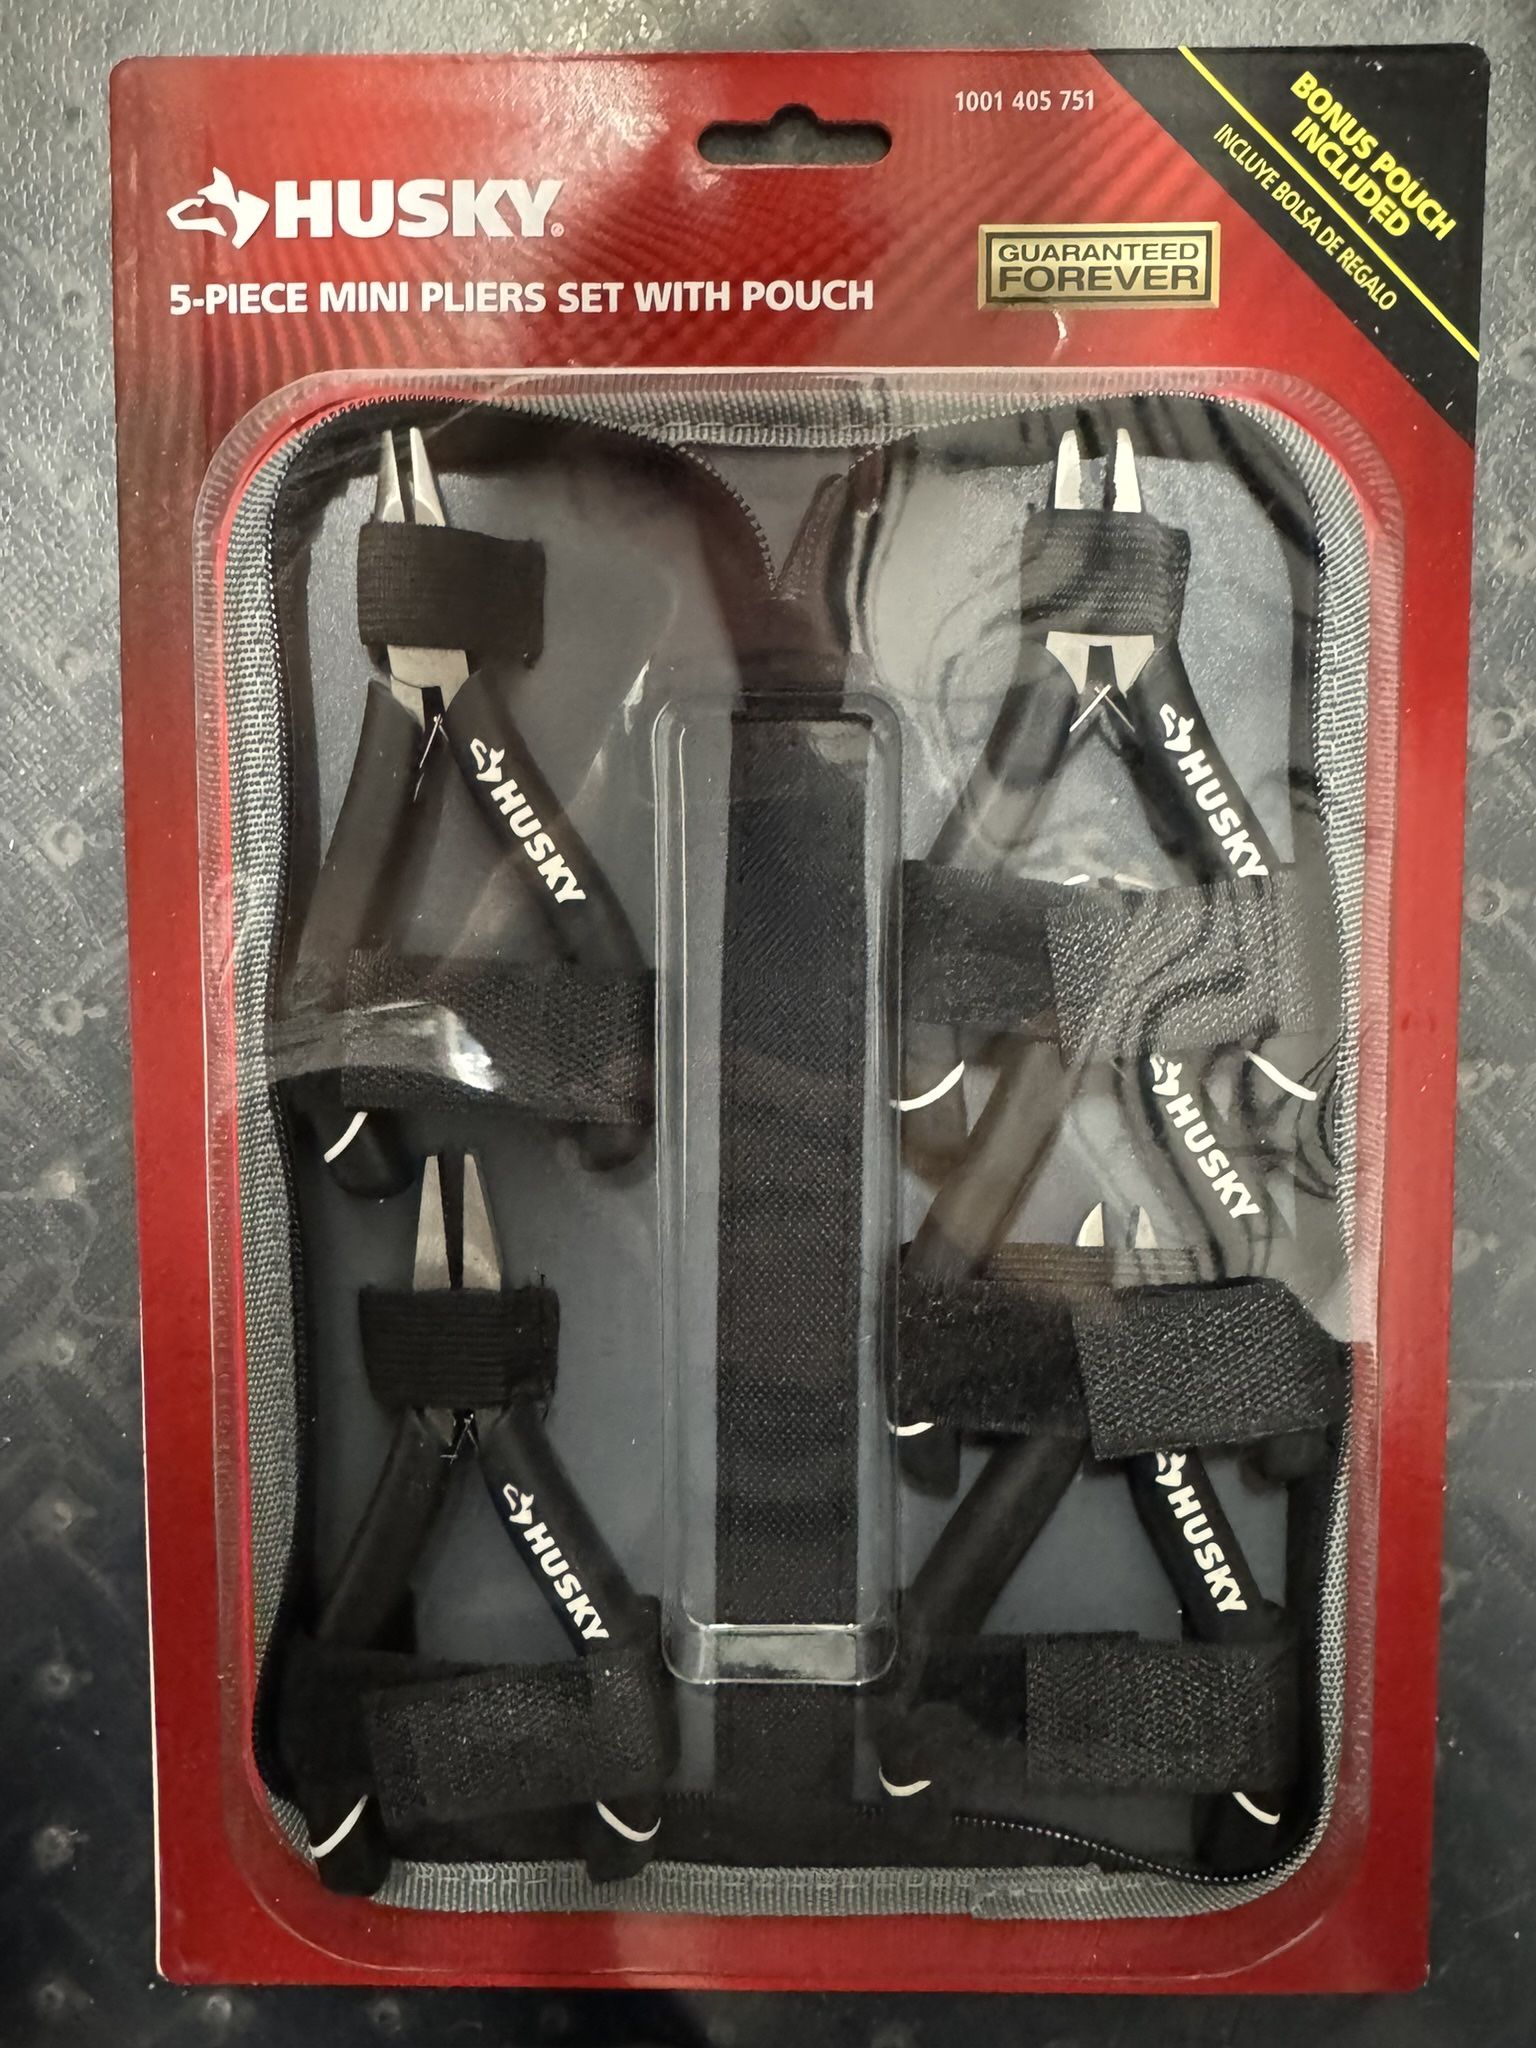 1001 405 751
BONUS POUCH
INCLUDED
INCLUYE BOLSA DE REGALO
HUSKY®
GUARANTEED
FOREVER
5-PIECE MINI PLIERS SET WITH POUCH
HUSKY
HUSKY
HUSKY
HUSKY
HUSKY